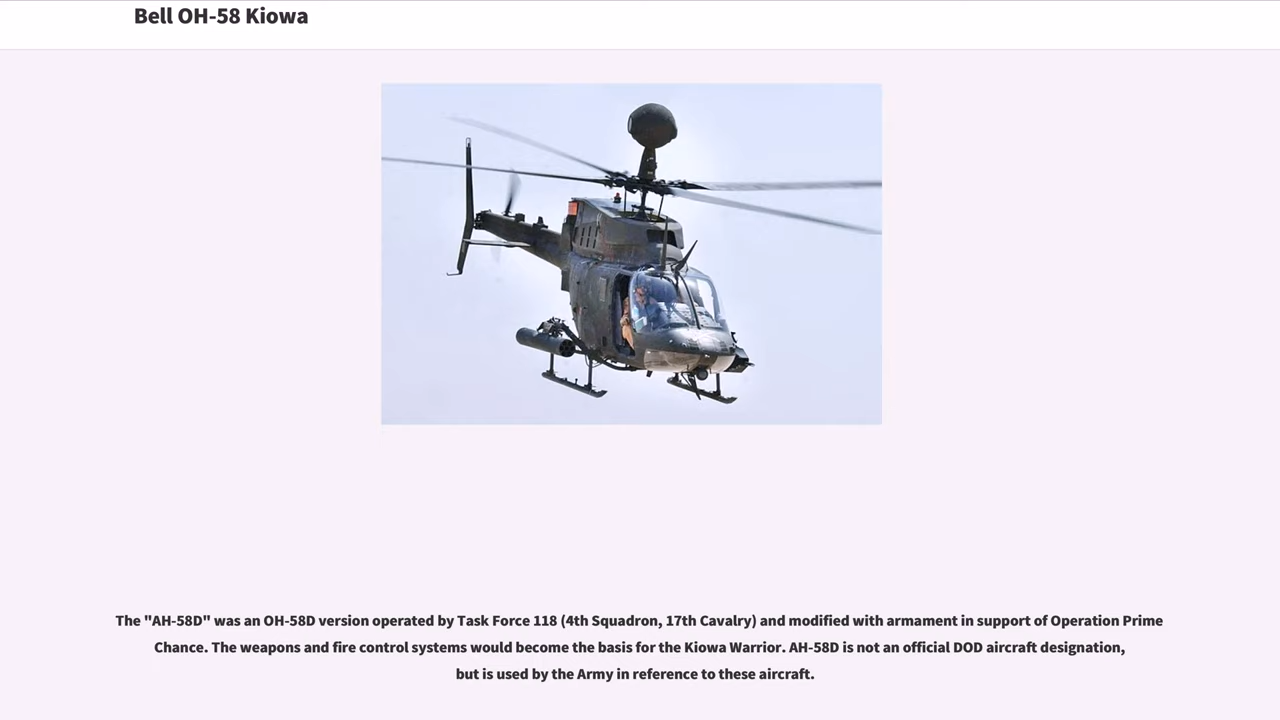 Bell OH-58 Kiowa
The "AH-58D" was an OH-58D version operated by Task Force 118 (4th Squadron, 17th Cavalry) and modified with armament in support of Operation Prime
Chance. The weapons and fire control systems would become the basis for the Kiowa Warrior. AH-58D is not an official DOD aircraft designation,
but is used by the Army in reference to these aircraft.